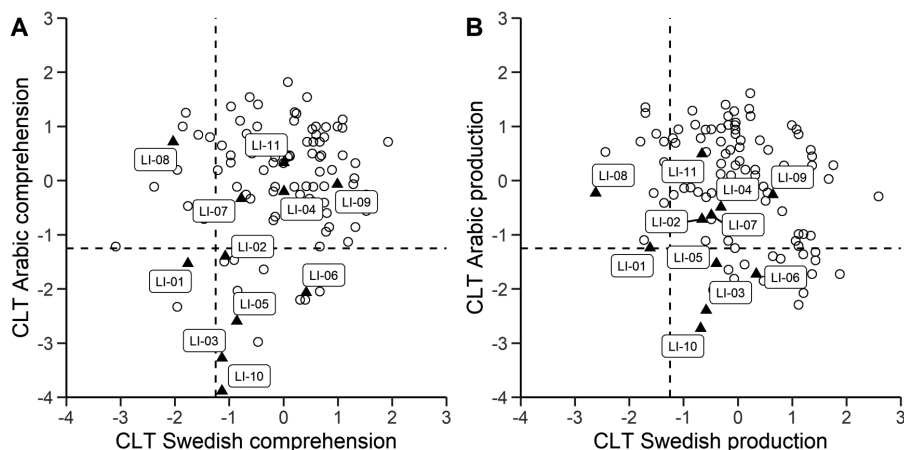 A
B
CLT Arabic comprehension
3
2
1
0
-1
-2
-3
-4
LI-08
LI-11
LI-07
LI-04
LI-09
LI-02
LI-01
LI-06
LI-05
LI-03
LI-10
-4 -3 -2 -1 0 1 2 3
CLT Swedish comprehension
CLT Arabic production
3
2
1
0
-1
-2
-3
-4
LI-08
LI-11
LI-04
LI-09
LI-02
LI-07
LI-01
LI-05
LI-06
LI-03
LI-10
-4 -3 -2 -1 0 1 2 3
CLT Swedish production